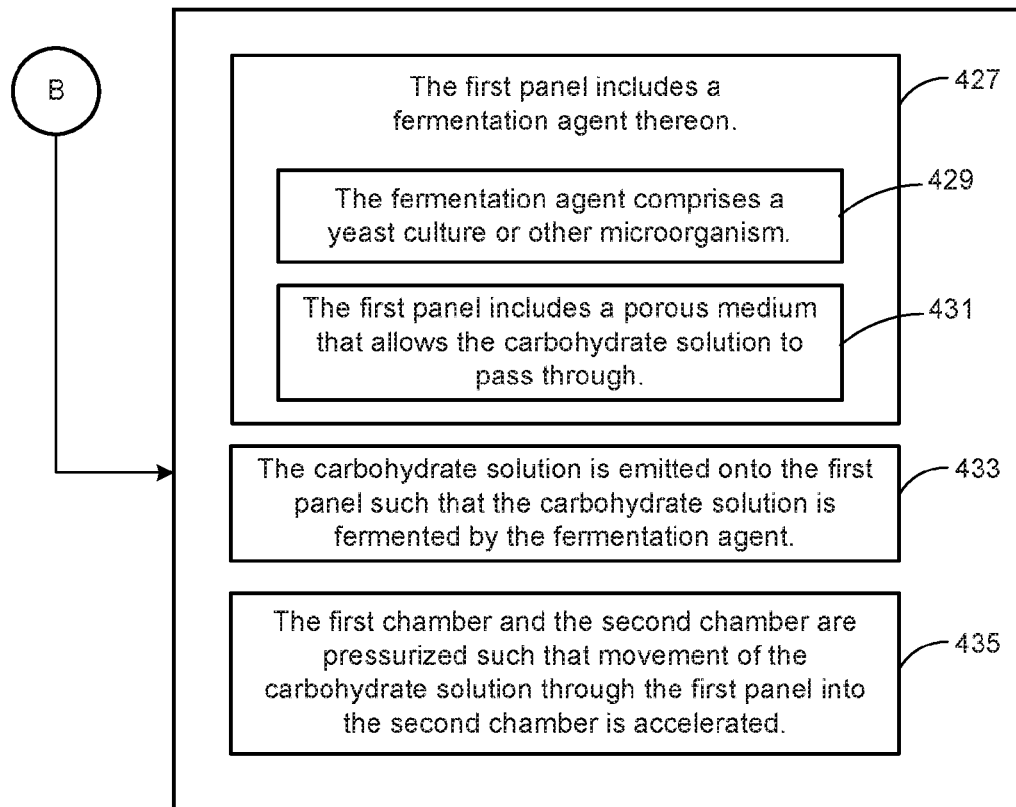 B
The first panel includes a
fermentation agent thereon.
427
The fermentation agent comprises a
yeast culture or other microorganism.
429
The first panel includes a porous medium
that allows the carbohydrate solution to
pass through.
431
The carbohydrate solution is emitted onto the first
panel such that the carbohydrate solution is
fermented by the fermentation agent.
433
The first chamber and the second chamber are
pressurized such that movement of the
carbohydrate solution through the first panel into
the second chamber is accelerated.
435